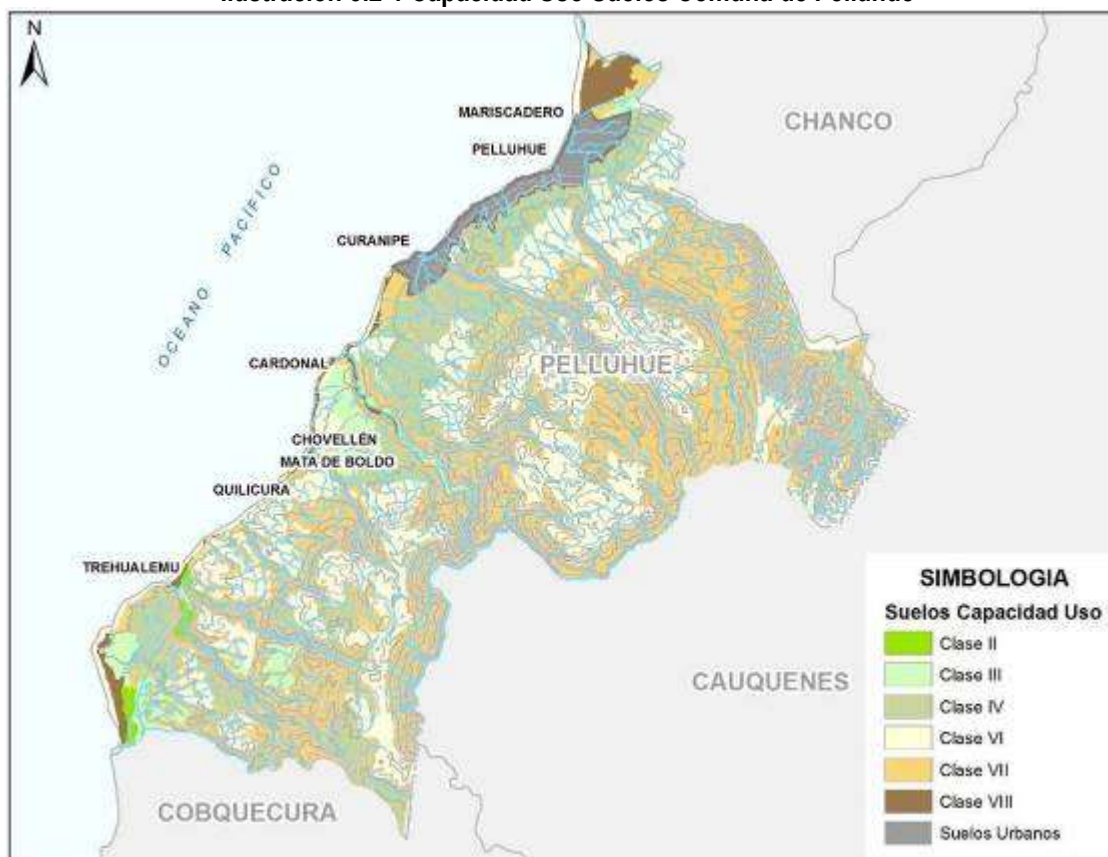 N
MARISCADERO
CHANCO
PELLUHUE
OCEANO PACÍFICO
CURANIPE
CARDONAL
PELLUHUE
CHOVELLÉN
MATA DE BOLDO
QUILICURA
TREHUALEMU
CAUQUENES
COBQUECURA
SIMBOLOGIA
Suelos Capacidad Uso
Clase II
Clase III
Clase IV
Clase VI
Clase VII
Clase VIII
Suelos Urbanos